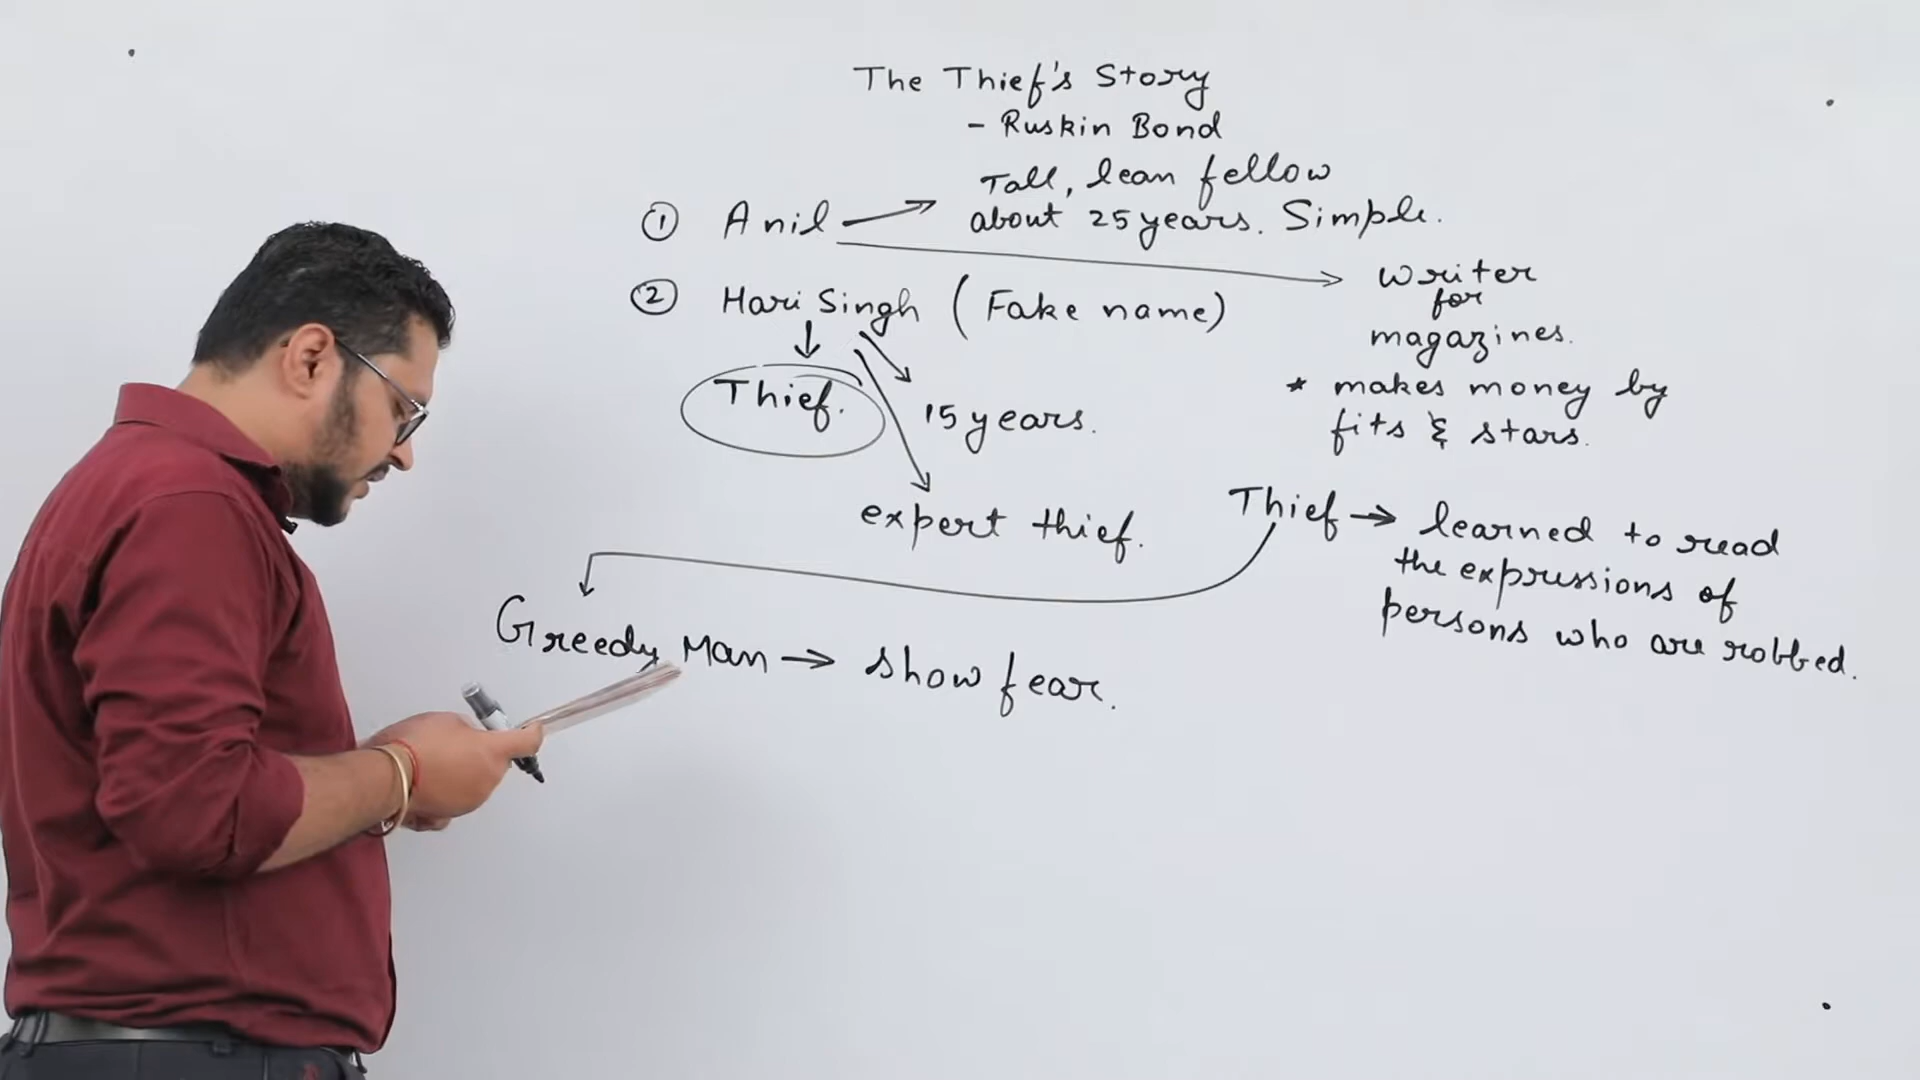 The Thief's Story
- Ruskin Bond
① Anil → Tall, lean fellow
about 25 years. Simple.
→ writer
for
magazines.
* makes money by
fits & stars.
② Hari Singh (Fake name)
↓
Thief.
15 years.
expert thief.
Thief → learned to read
the expressions of
persons who are robbed.
Greedy Man → show fear.